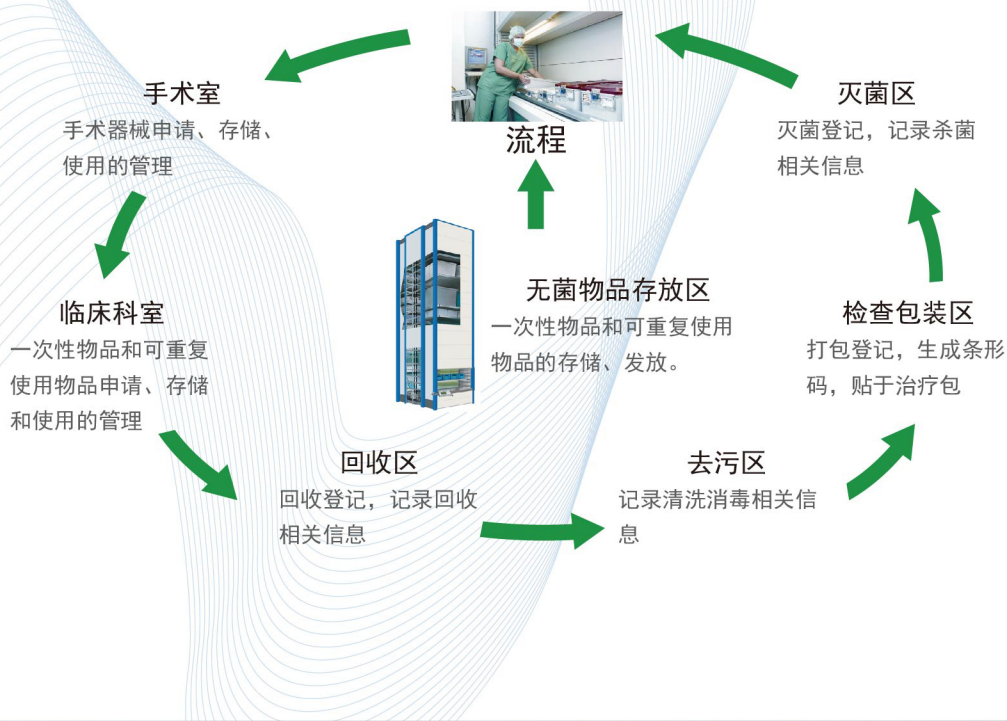 流程
手术室
手术器械申请、存储、
使用的管理
临床科室
一次性物品和可重复
使用物品申请、存储
和使用的管理
回收区
回收登记，记录回收
相关信息
去污区
记录清洗消毒相关信
息
检查包装区
打包登记，生成条形
码，贴于治疗包
灭菌区
灭菌登记，记录杀菌
相关信息
无菌物品存放区
一次性物品和可重复使用
物品的存储、发放。